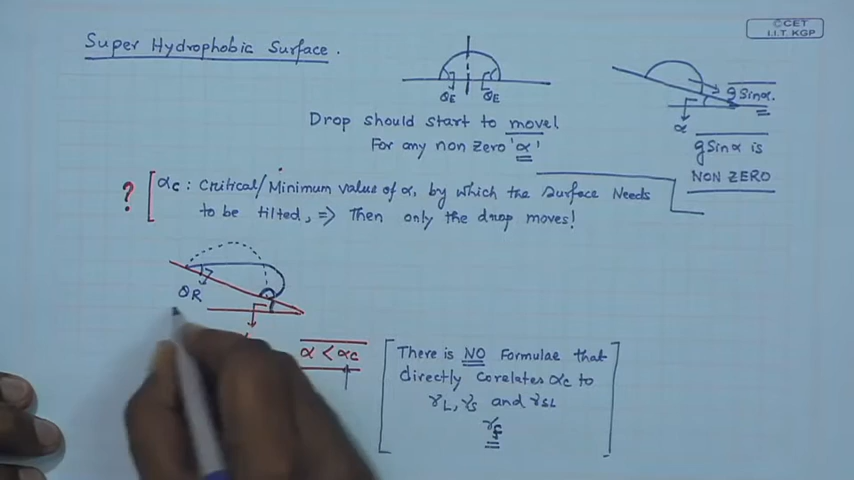 ©CET
I.I.T. KGP
Super Hydrophobic Surface.
θE θE
g Sinα.
α
Drop should start to move!
For any non zero 'α'
g Sinα is
NON ZERO
? αc: Critical/Minimum value of α, by which the Surface Needs
to be tilted, => Then only the drop moves!
θR
α < αc
There is NO Formulae that
directly Corelates αc to
γL, γS and γSL
γf